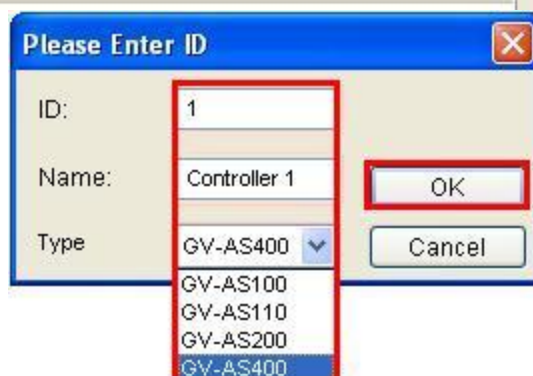 Please Enter ID
ID: 1
Name: Controller 1
OK
Type GV-AS400
Cancel
GV-AS100
GV-AS110
GV-AS200
GV-AS400